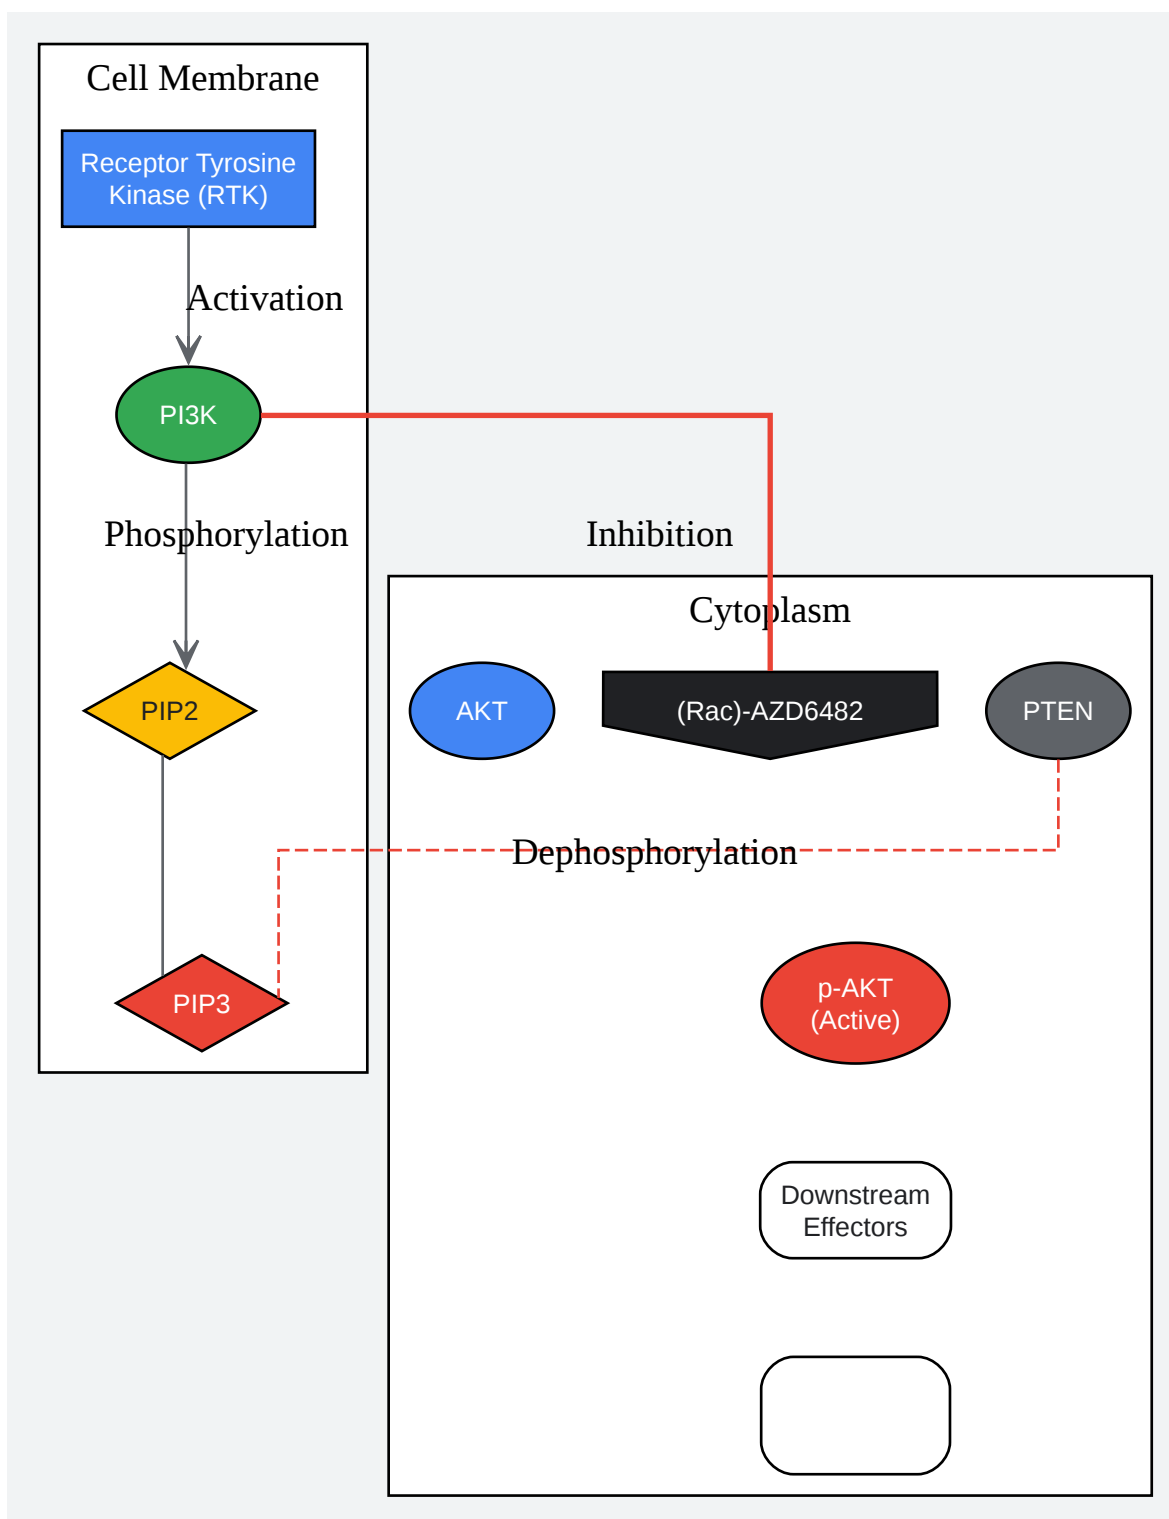 Cell Membrane
Receptor Tyrosine
Kinase (RTK)
Activation
PI3K
Phosphorylation
Inhibition
Cytoplasm
PIP2
AKT
(Rac)-AZD6482
PTEN
Dephosphorylation
PIP3
p-AKT
(Active)
Downstream
Effectors